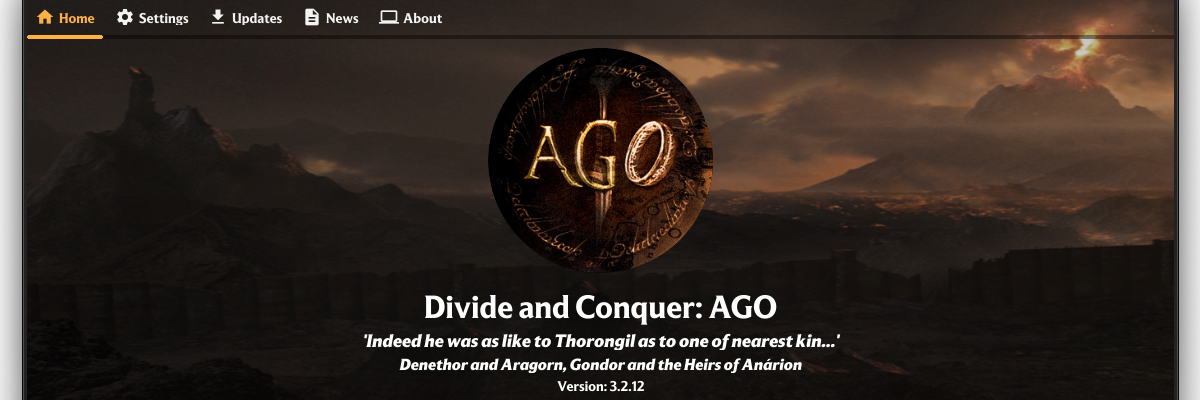 Home Settings Updates News About
AGO
Divide and Conquer: AGO
'Indeed he was as like to Thorongil as to one of nearest kin...'
Denethor and Aragorn, Gondor and the Heirs of Anárion
Version: 3.2.12